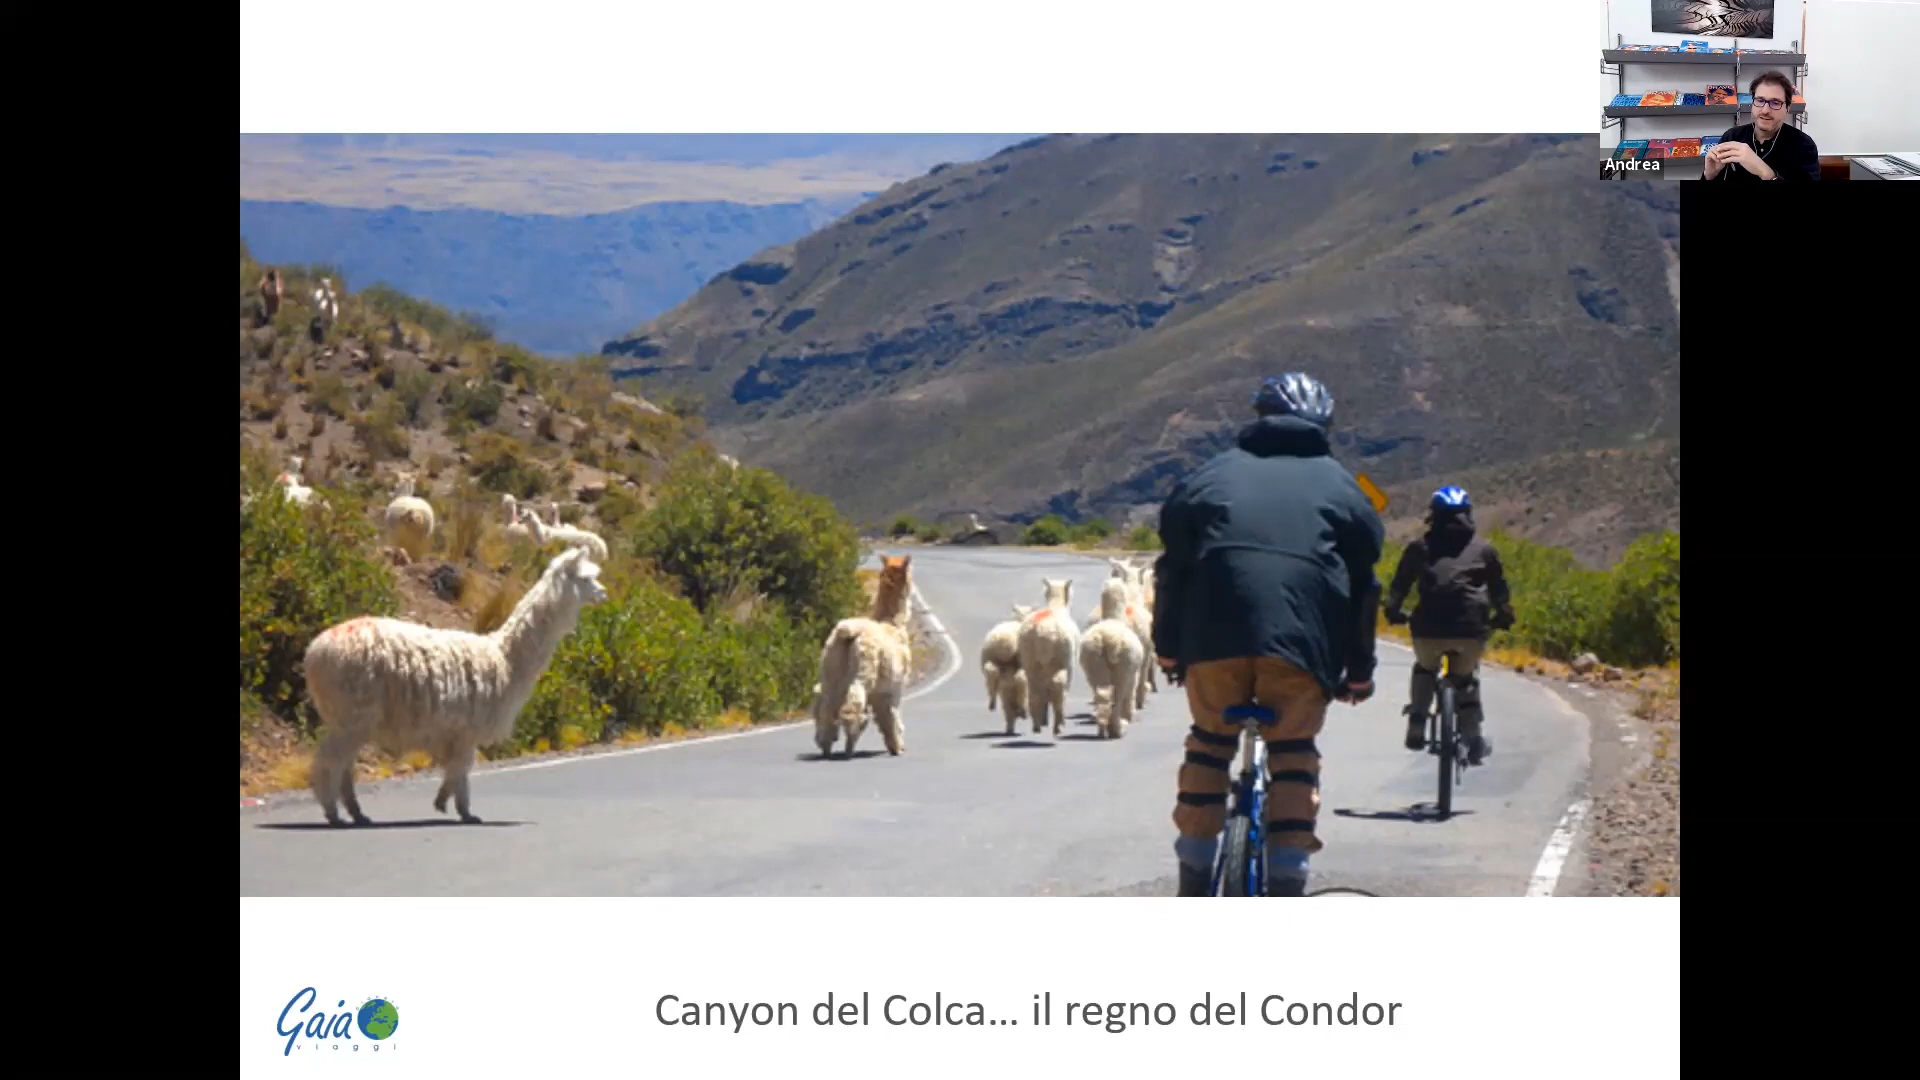 Andrea
Canyon del Colca... il regno del Condor
Gaia
viaggi